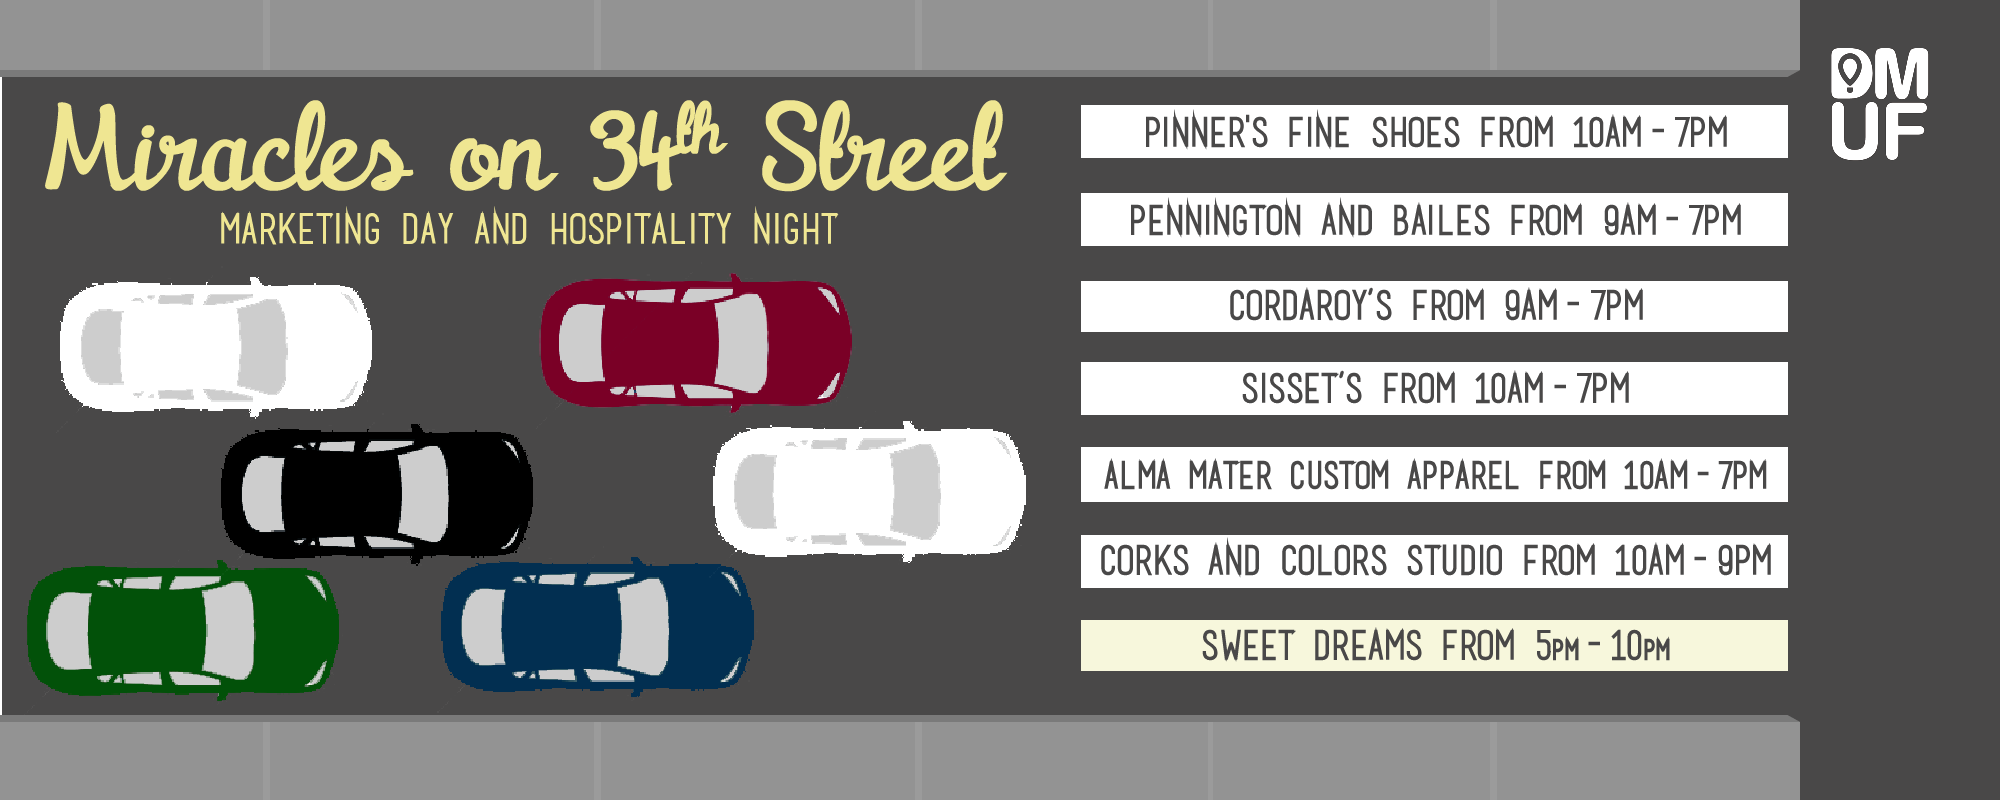 Miracles on 34th Street
MARKETING DAY AND HOSPITALITY NIGHT
PINNER'S FINE SHOES FROM 10AM - 7PM
PENNINGTON AND BAILES FROM 9AM - 7PM
CORDAROY'S FROM 9AM - 7PM
SISSET'S FROM 10AM - 7PM
ALMA MATER CUSTOM APPAREL FROM 10AM - 7PM
CORKS AND COLORS STUDIO FROM 10AM - 9PM
SWEET DREAMS FROM 5PM - 10PM
DM
UF